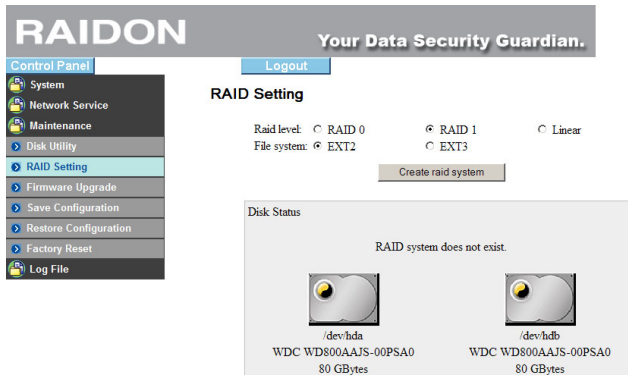 RAIDON
Your Data Security Guardian.
Control Panel
Logout
System
Network Service
Maintenance
Disk Utility
RAID Setting
Firmware Upgrade
Save Configuration
Restore Configuration
Factory Reset
Log File
RAID Setting
Raid level: RAID 0 RAID 1 Linear
File system: EXT2 EXT3
Create raid system
Disk Status
RAID system does not exist.
/dev/hda /dev/hdb
WDC WD800AAJS-00PSA0 WDC WD800AAJS-00PSA0
80 GBytes 80 GBytes